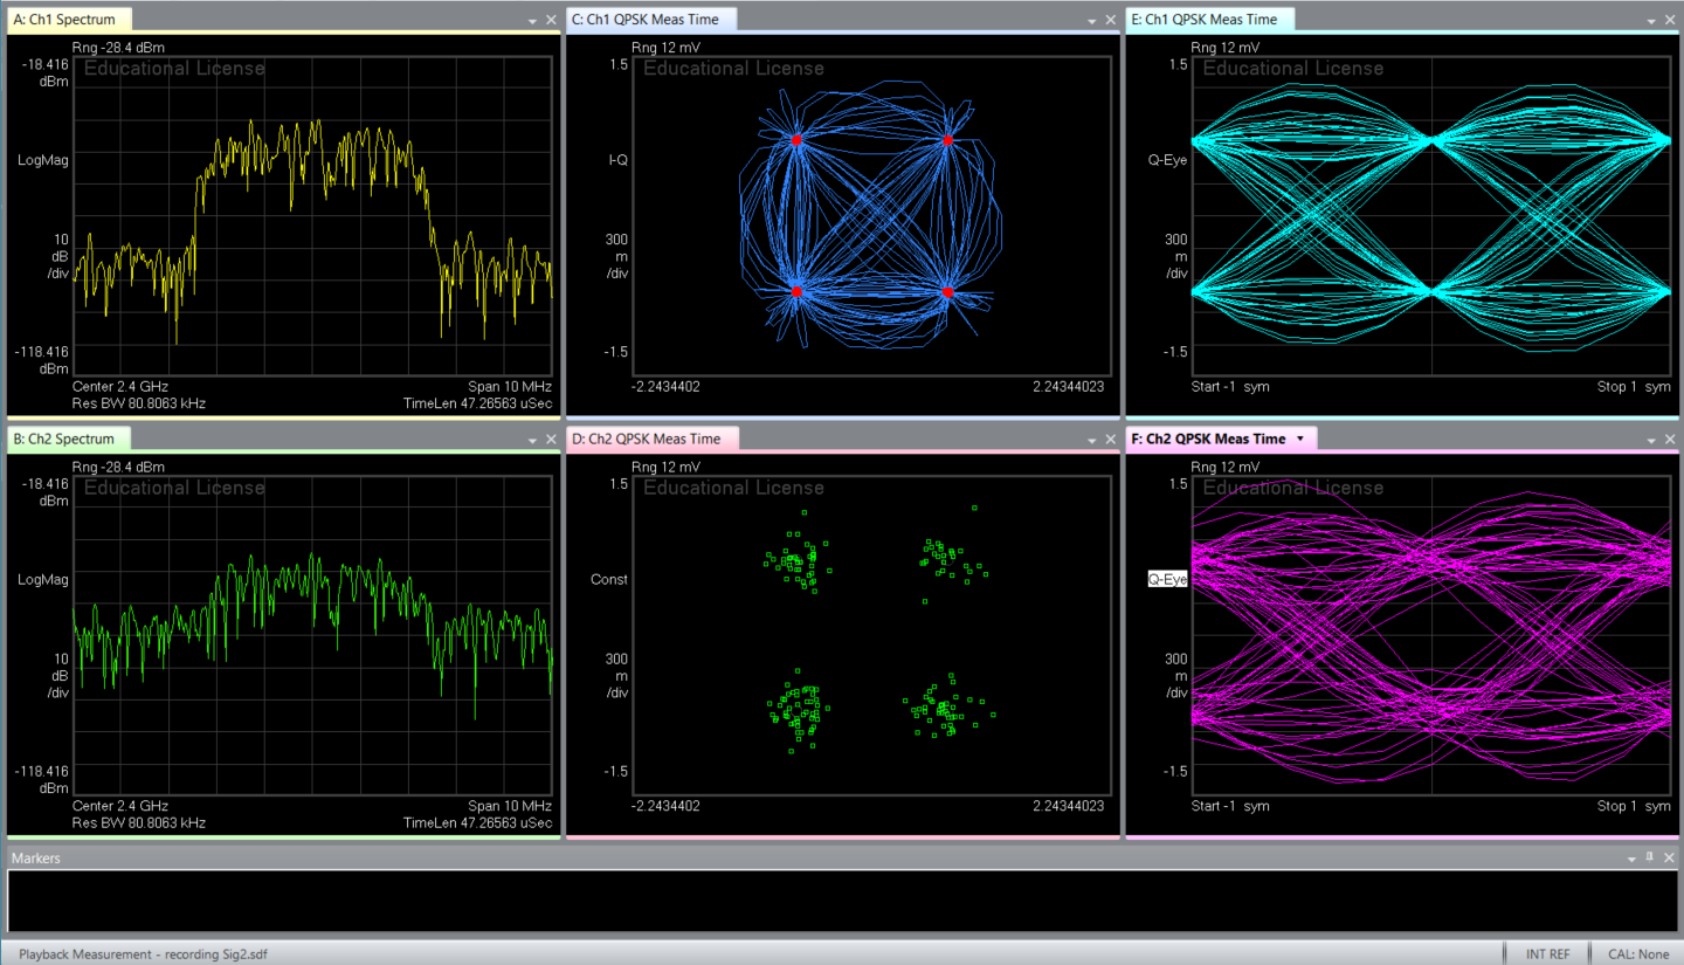 A: Ch1 Spectrum
Rng -28.4 dBm
-18.416
dBm
Educational License
LogMag
10
dB
/div
-118.416
dBm
Center 2.4 GHz
Span 10 MHz
Res BW 80.8063 kHz
TimeLen 47.26563 uSec
C: Ch1 QPSK Meas Time
Rng 12 mV
1.5
Educational License
I-Q
300
m
/div
-1.5
-2.2434402
2.24344023
E: Ch1 QPSK Meas Time
Rng 12 mV
1.5
Educational License
Q-Eye
300
m
/div
-1.5
Start -1 sym
Stop 1 sym
B: Ch2 Spectrum
Rng -28.4 dBm
-18.416
dBm
Educational License
LogMag
10
dB
/div
-118.416
dBm
Center 2.4 GHz
Span 10 MHz
Res BW 80.8063 kHz
TimeLen 47.26563 uSec
D: Ch2 QPSK Meas Time
Rng 12 mV
1.5
Educational License
Const
300
m
/div
-1.5
-2.2434402
2.24344023
F: Ch2 QPSK Meas Time
Rng 12 mV
1.5
Educational License
Q-Eye
300
m
/div
-1.5
Start -1 sym
Stop 1 sym
Markers
Playback Measurement - recording Sig2.sdf
INT REF
CAL: None